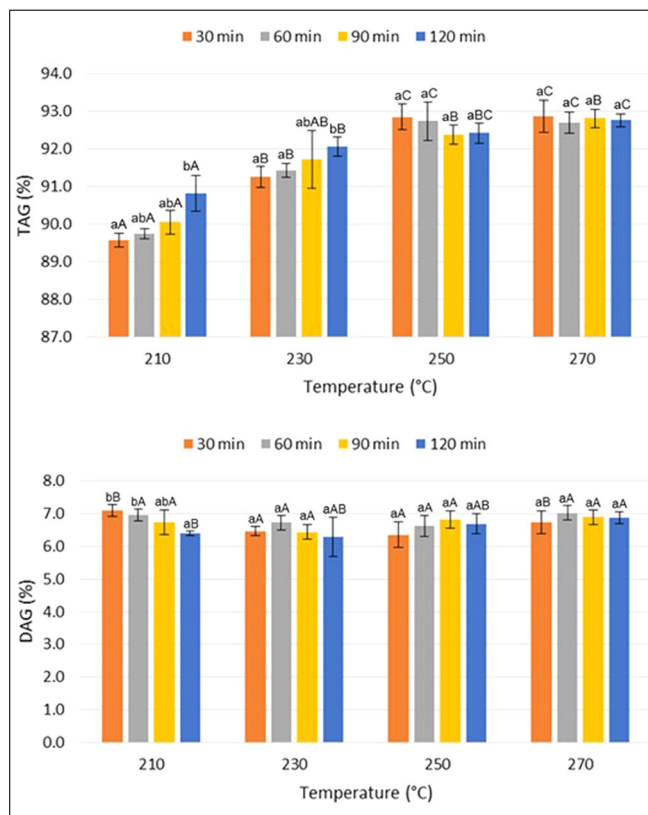 30 min 60 min 90 min 120 min
94.0
93.0
92.0
91.0
90.0
89.0
88.0
87.0
TAG (%)
aA abA abA bA
aB aB abAB bB
aC aC aB aBC
aC aC aB aC
210 230 250 270
Temperature (°C)
30 min 60 min 90 min 120 min
8.0
7.0
6.0
5.0
4.0
3.0
2.0
1.0
0.0
DAG (%)
bB bA abA aB
aA aA aA aAB
aA aA aA aAB
aB aA aA aA
210 230 250 270
Temperature (°C)